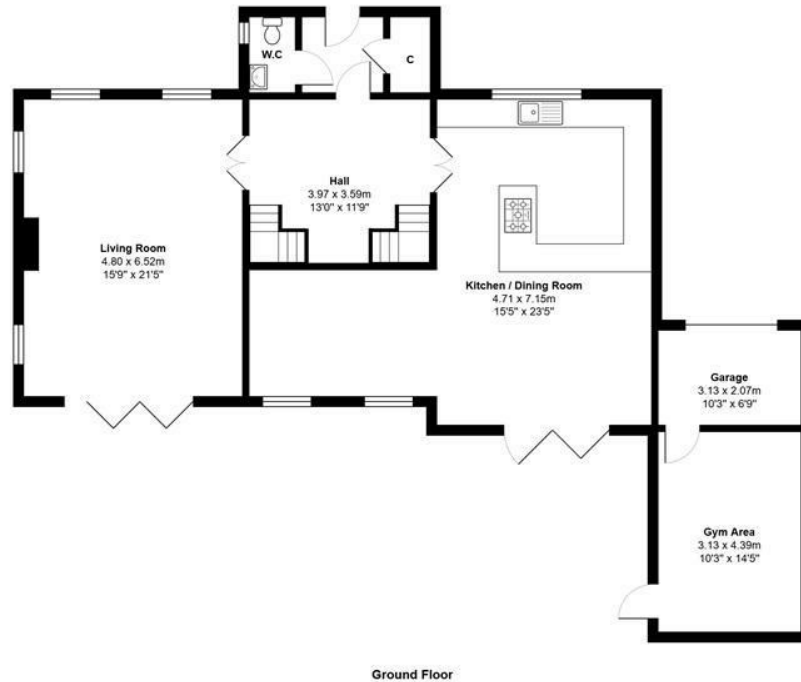 W.C
C
Hall
3.97 x 3.59m
13'0" x 11'9"
Living Room
4.80 x 6.52m
15'9" x 21'5"
Kitchen / Dining Room
4.71 x 7.15m
15'5" x 23'5"
Garage
3.13 x 2.07m
10'3" x 6'9"
Gym Area
3.13 x 4.39m
10'3" x 14'5"
Ground Floor